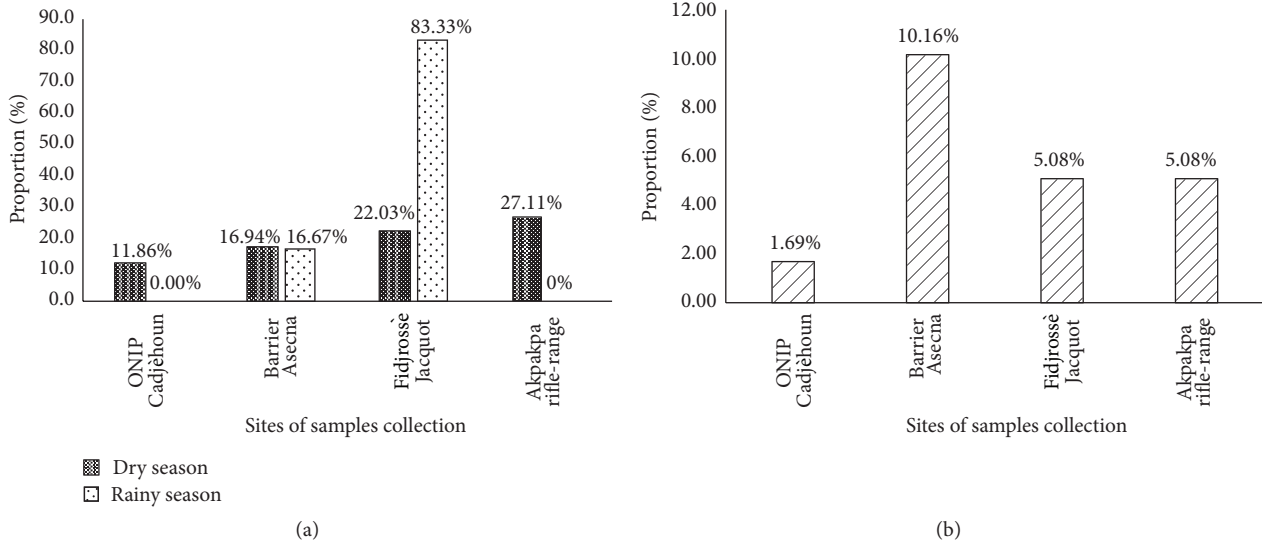 90.0
80.0
70.0
60.0
50.0
40.0
30.0
20.0
10.0
0.0
Proportion (%)
11.86%
0.00%
16.94%
16.67%
22.03%
83.33%
27.11%
0%
ONIP
Cadjèhoun
Barrier
Asecna
Fidjrossè
Jacquot
Akpakpa
rifle-range
Sites of samples collection
Dry season
Rainy season
(a)
12.00
10.00
8.00
6.00
4.00
2.00
0.00
Proportion (%)
1.69%
10.16%
5.08%
5.08%
ONIP
Cadjèhoun
Barrier
Asecna
Fidjrossè
Jacquot
Akpakpa
rifle-range
Sites of samples collection
(b)